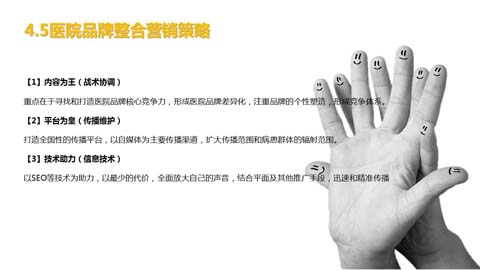 4.5医院品牌整合营销策略
【1】内容为王（战术协调）
重点在于寻找和打造医院品牌核心竞争力，形成医院品牌差异化，注重品牌的个性塑造，形成竞争体系。
【2】平台为皇（传播维护）
打造全国性的传播平台，以自媒体为主要传播渠道，扩大传播范围和病患群体的辐射范围。
【3】技术助力（信息技术）
以SEO等技术为助力，以最少的代价，全面放大自己的声音，结合平面及其他推广手段，迅速和精准传播